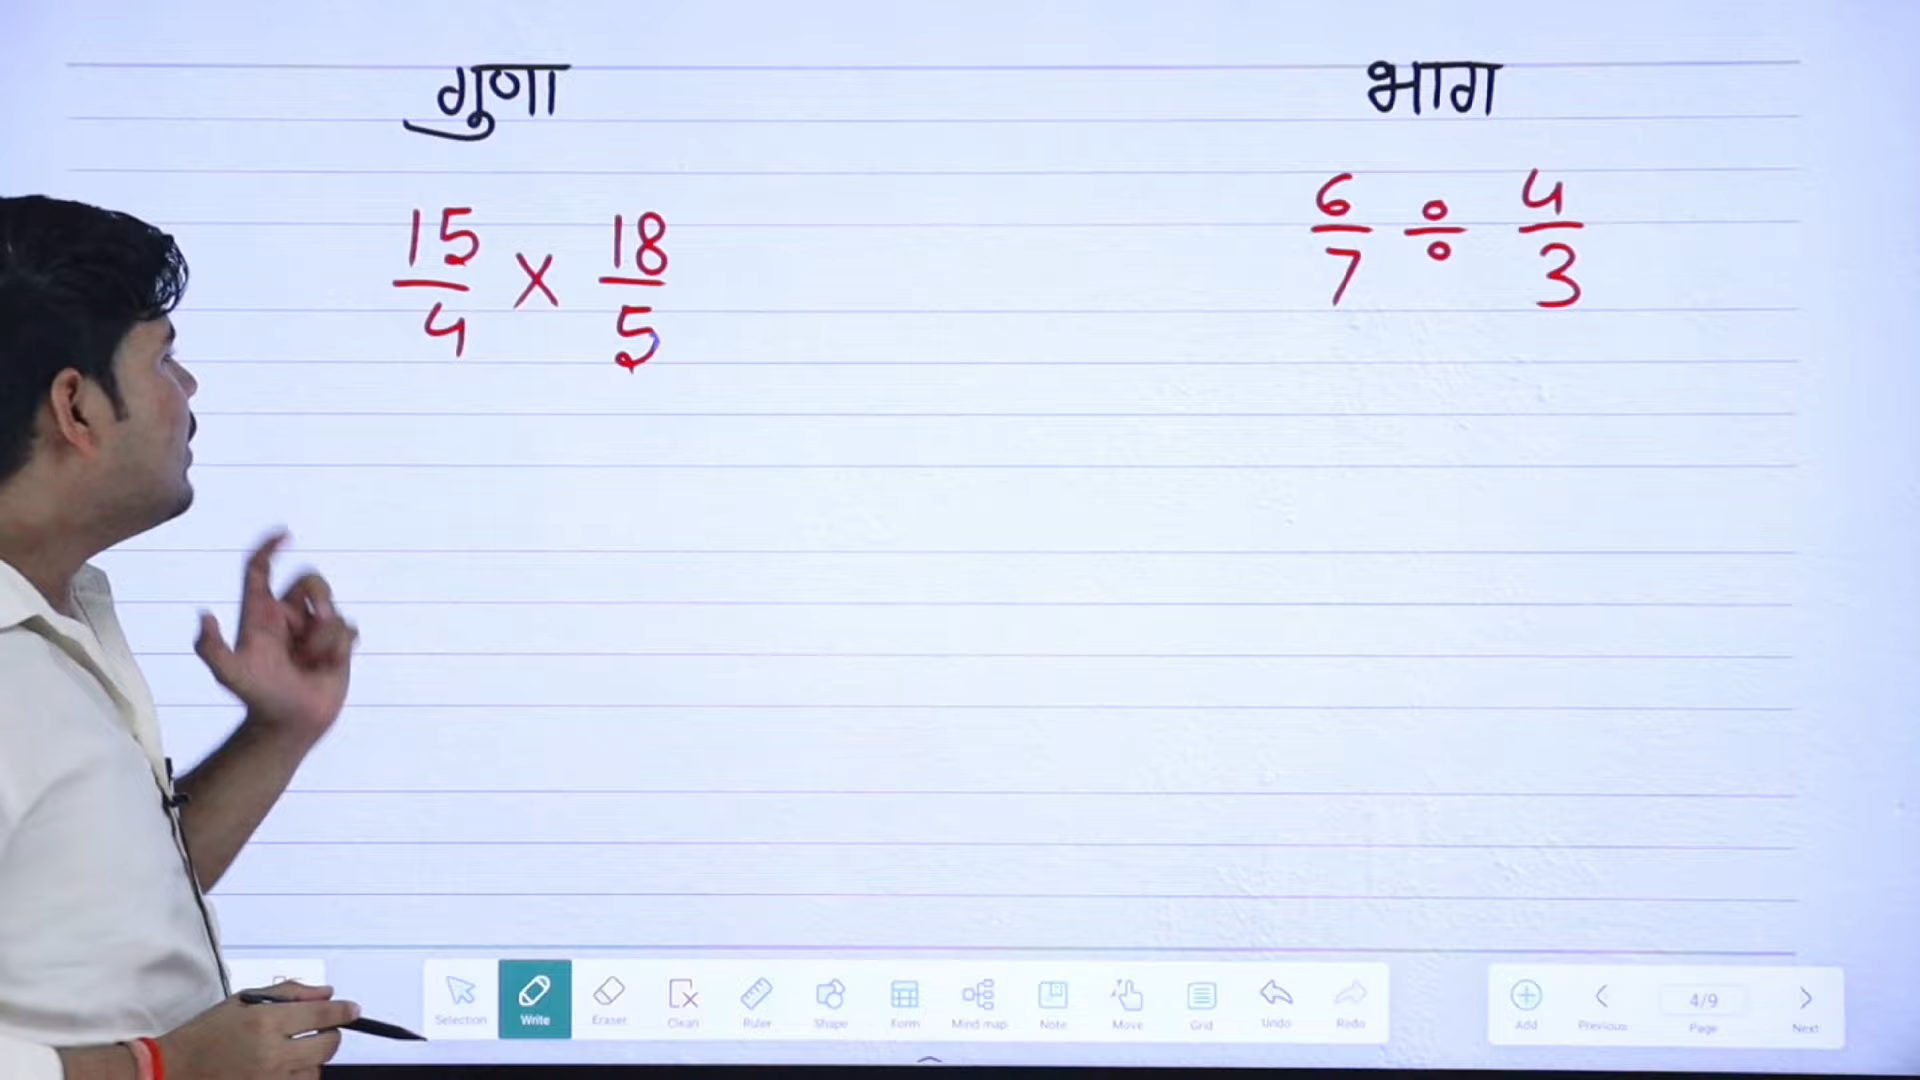 गुणा
भाग
15/4 × 18/5
6/7 ÷ 4/3
Selection Write Eraser Clean Ruler Shape Form Mind map Note Move Grid Undo Redo
Add Previous 4/9 Page Next